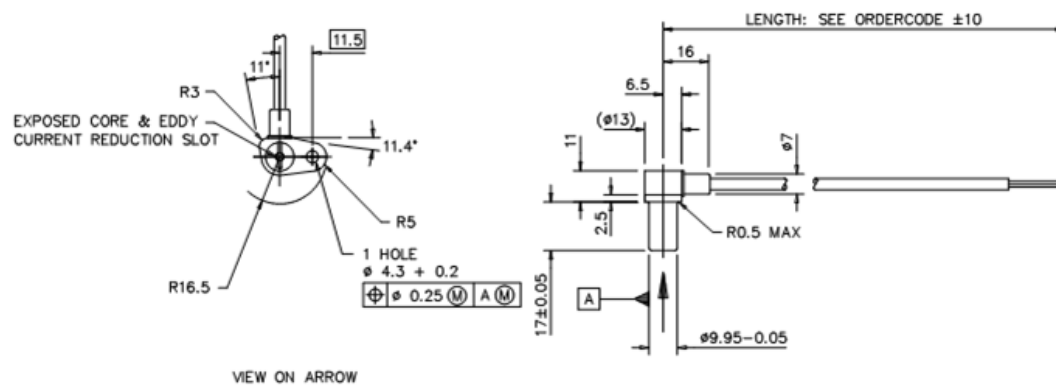 LENGTH: SEE ORDERCODE ±10
11.5
16
11°
6.5
R3
(ø13)
EXPOSED CORE & EDDY
CURRENT REDUCTION SLOT
11.4°
11
ø7
2.5
R5
R0.5 MAX
1 HOLE
ø 4.3 + 0.2
R16.5
ø 0.25 Ⓜ A Ⓜ
A
17±0.05
ø9.95-0.05
VIEW ON ARROW